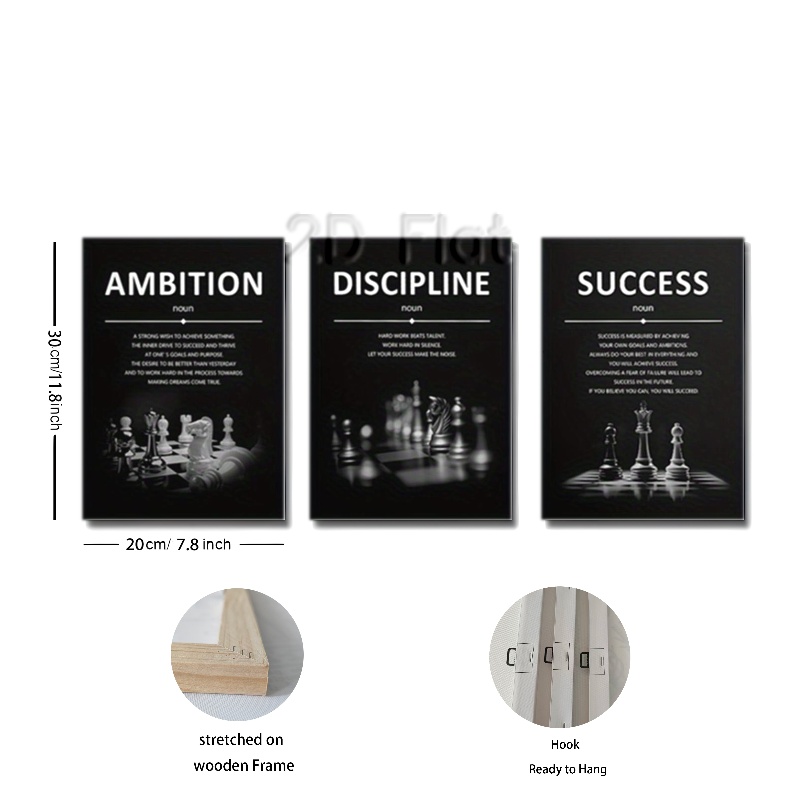 2D Flat
AMBITION
noun
A STRONG WISH TO ACHIEVE SOMETHING.
THE INNER DRIVE TO SUCCEED AND THRIVE
AT ONE'S GOALS AND PURPOSE.
THE DESIRE TO BE BETTER THAN YESTERDAY
AND TO WORK HARD IN THE PROCESS TOWARDS
MAKING DREAMS COME TRUE.
DISCIPLINE
noun
HARD WORK BEATS TALENT.
WORK HARD IN SILENCE.
LET YOUR SUCCESS MAKE THE NOISE.
SUCCESS
noun
SUCCESS IS MEASURED BY ACHIEVING
YOUR OWN GOALS AND AMBITIONS.
ALWAYS DO YOUR BEST IN EVERYTHING AND
YOU WILL ACHIEVE SUCCESS.
OVERCOMING A FEAR OF FAILURE WILL LEAD TO
SUCCESS IN THE FUTURE.
IF YOU BELIEVE YOU CAN, YOU WILL SUCCEED.
30cm/11.8inch
20cm/ 7.8 inch
stretched on
wooden Frame
Hook
Ready to Hang